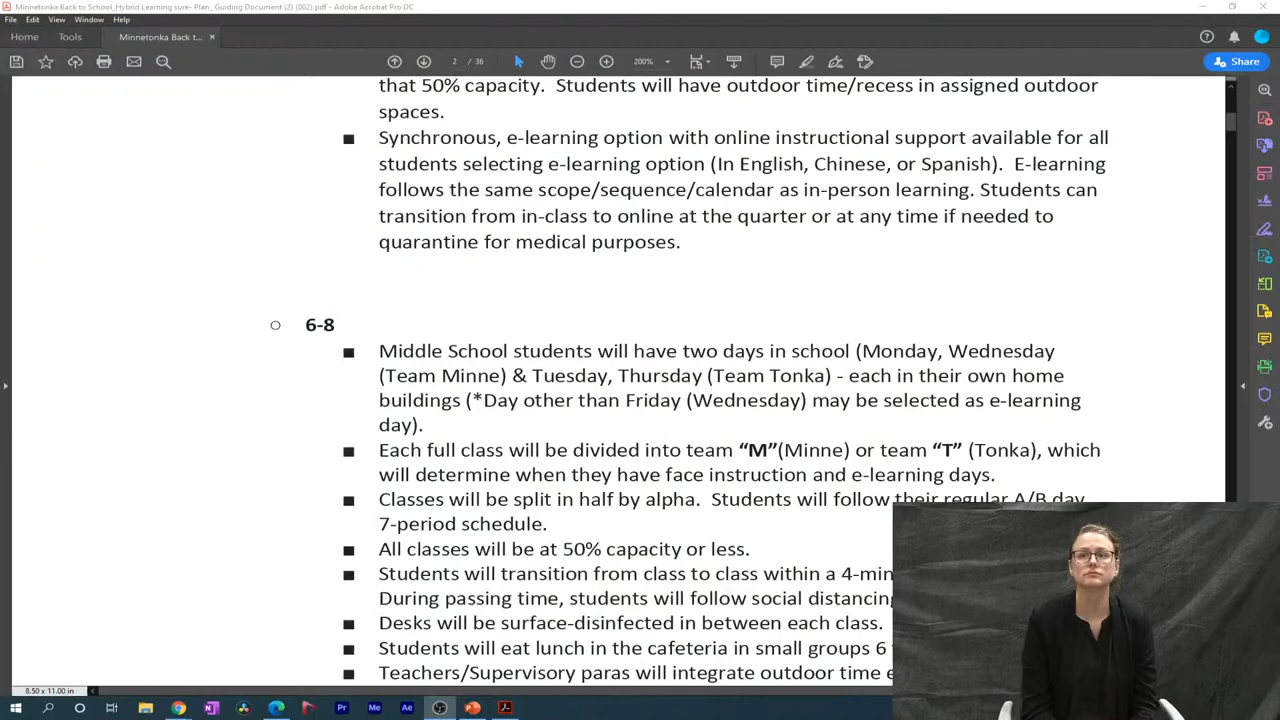 Minnetonka Back to School_Hybrid Learning sure- Plan_ Guiding Document (2) (002).pdf - Adobe Acrobat Pro DC
File Edit View Window Help
Home Tools Minnetonka Back t... ×
2 / 36 200% Share
that 50% capacity. Students will have outdoor time/recess in assigned outdoor
spaces.
■ Synchronous, e-learning option with online instructional support available for all
students selecting e-learning option (In English, Chinese, or Spanish). E-learning
follows the same scope/sequence/calendar as in-person learning. Students can
transition from in-class to online at the quarter or at any time if needed to
quarantine for medical purposes.
○ 6-8
■ Middle School students will have two days in school (Monday, Wednesday
(Team Minne) & Tuesday, Thursday (Team Tonka) - each in their own home
buildings (*Day other than Friday (Wednesday) may be selected as e-learning
day).
■ Each full class will be divided into team “M”(Minne) or team “T” (Tonka), which
will determine when they have face instruction and e-learning days.
■ Classes will be split in half by alpha. Students will follow their regular A/B day
7-period schedule.
■ All classes will be at 50% capacity or less.
■ Students will transition from class to class within a 4-min
During passing time, students will follow social distancing
■ Desks will be surface-disinfected in between each class.
■ Students will eat lunch in the cafeteria in small groups 6
■ Teachers/Supervisory paras will integrate outdoor time e
8.50 x 11.00 in
Pr Me Ae